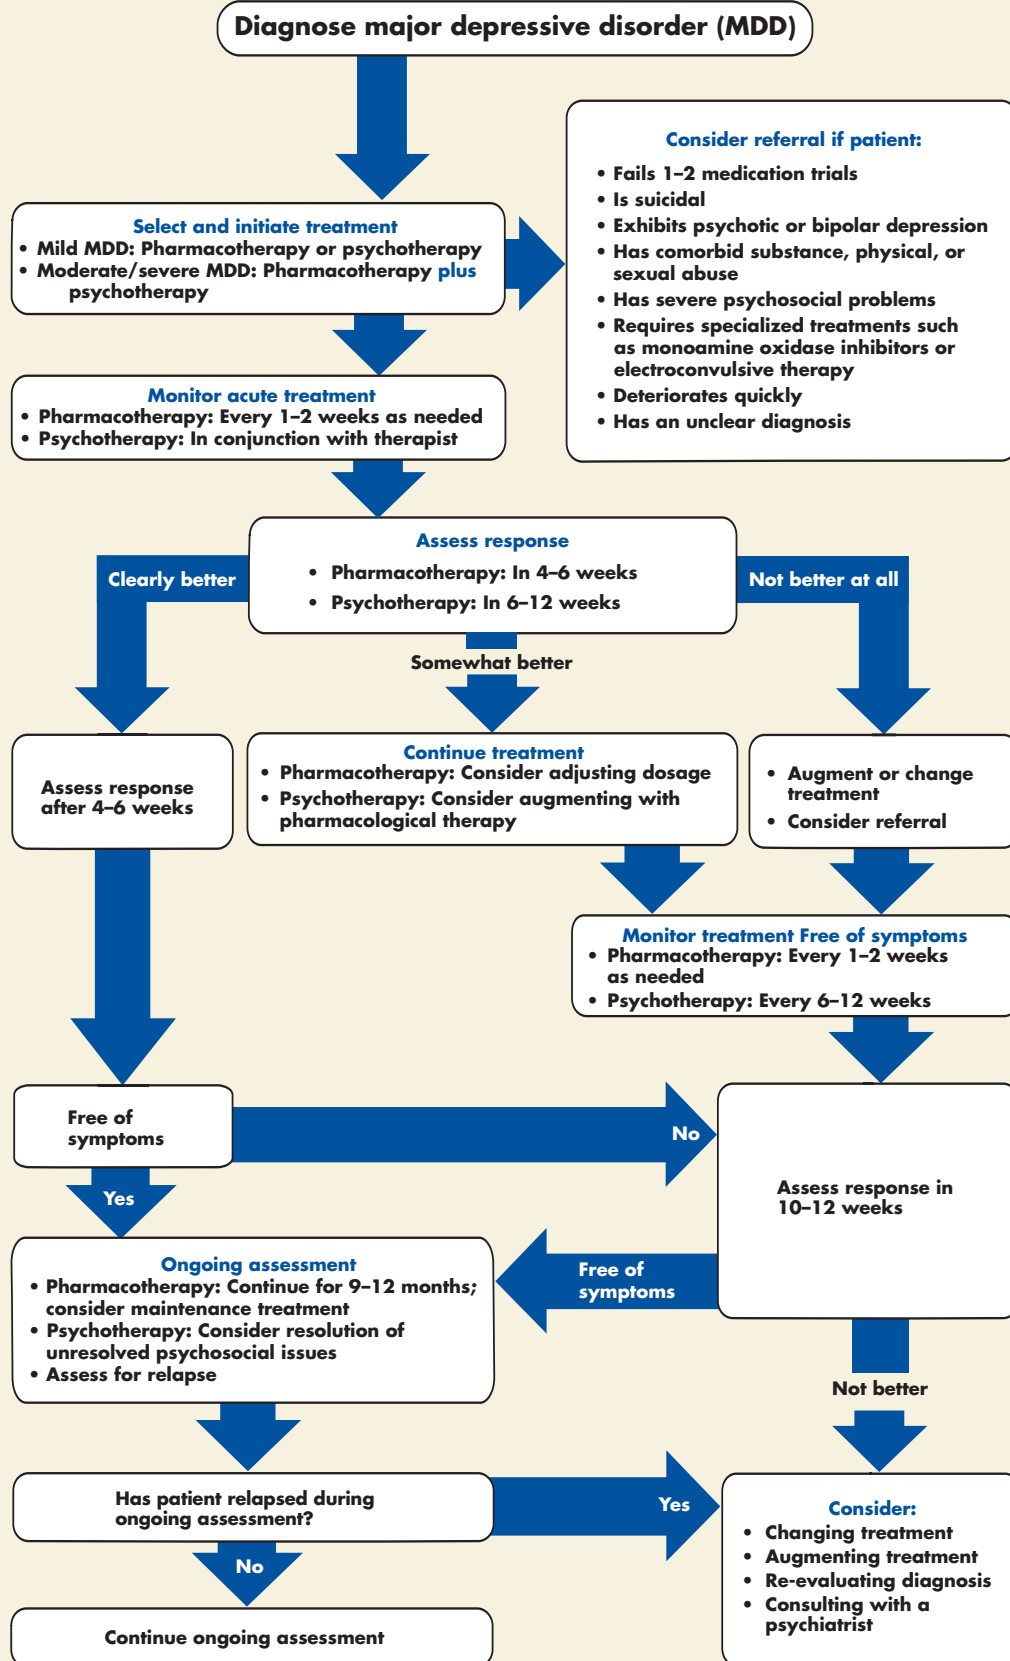 Diagnose major depressive disorder (MDD)
Consider referral if patient:
• Fails 1–2 medication trials
• Is suicidal
• Exhibits psychotic or bipolar depression
• Has comorbid substance, physical, or
sexual abuse
• Has severe psychosocial problems
• Requires specialized treatments such
as monoamine oxidase inhibitors or
electroconvulsive therapy
• Deteriorates quickly
• Has an unclear diagnosis
Select and initiate treatment
• Mild MDD: Pharmacotherapy or psychotherapy
• Moderate/severe MDD: Pharmacotherapy plus
psychotherapy
Monitor acute treatment
• Pharmacotherapy: Every 1–2 weeks as needed
• Psychotherapy: In conjunction with therapist
Assess response
• Pharmacotherapy: In 4–6 weeks
• Psychotherapy: In 6–12 weeks
Clearly better
Not better at all
Somewhat better
Assess response
after 4–6 weeks
Continue treatment
• Pharmacotherapy: Consider adjusting dosage
• Psychotherapy: Consider augmenting with
pharmacological therapy
• Augment or change
treatment
• Consider referral
Monitor treatment Free of symptoms
• Pharmacotherapy: Every 1–2 weeks
as needed
• Psychotherapy: Every 6–12 weeks
Free of
symptoms
No
Yes
Assess response in
10–12 weeks
Free of
symptoms
Ongoing assessment
• Pharmacotherapy: Continue for 9–12 months;
consider maintenance treatment
• Psychotherapy: Consider resolution of
unresolved psychosocial issues
• Assess for relapse
Not better
Has patient relapsed during
ongoing assessment?
Yes
No
Consider:
• Changing treatment
• Augmenting treatment
• Re-evaluating diagnosis
• Consulting with a
psychiatrist
Continue ongoing assessment